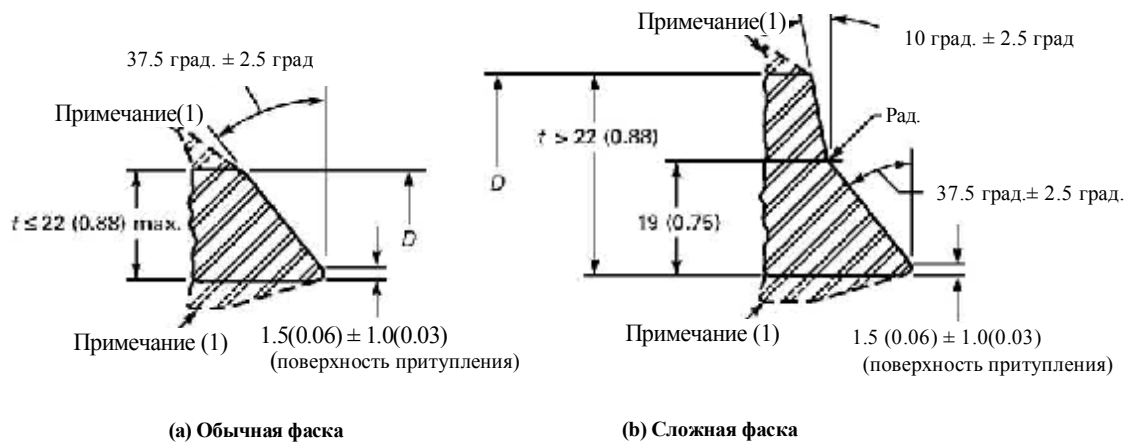 37.5 град. ± 2.5 град
Примечание(1)
t ≤ 22 (0.88) max.
D
Примечание (1)
1.5(0.06) ± 1.0(0.03)
(поверхность притупления)
(a) Обычная фаска
Примечание(1)
10 град. ± 2.5 град
t > 22 (0.88)
Рад.
D
19 (0.75)
37.5 град.± 2.5 град.
Примечание (1)
1.5 (0.06) ± 1.0(0.03)
(поверхность притупления)
(b) Сложная фаска